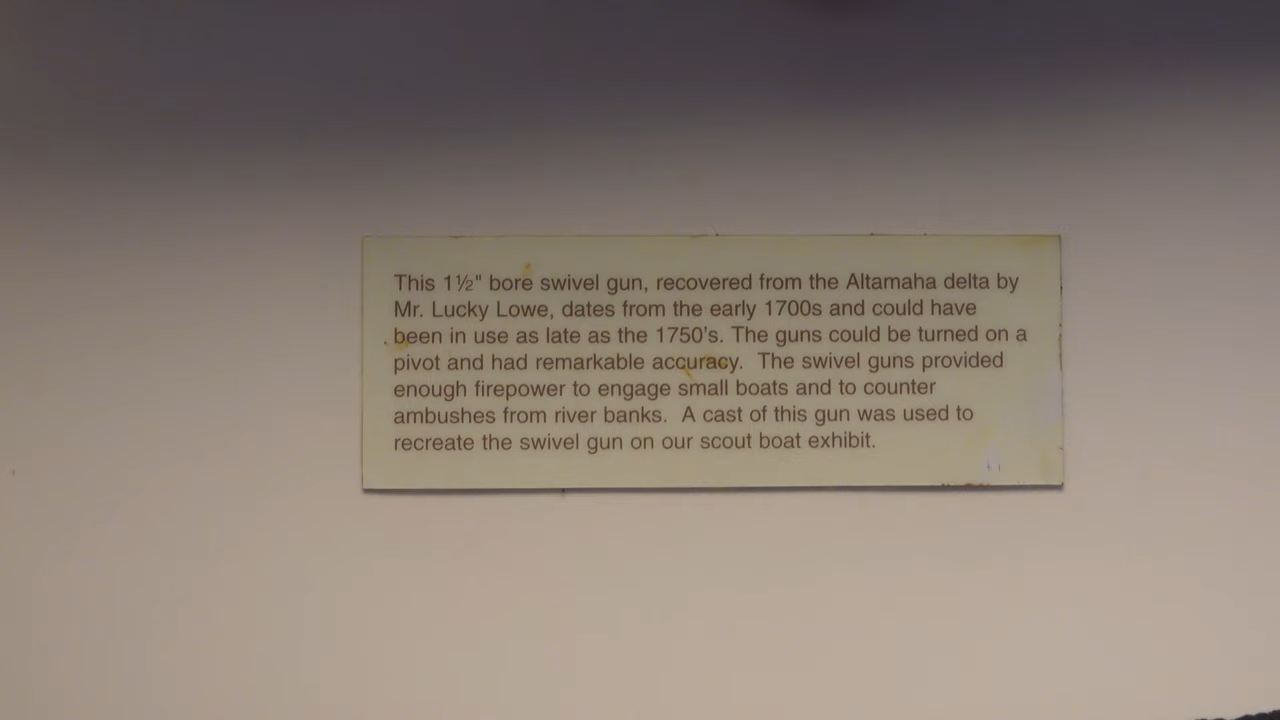 This 1½" bore swivel gun, recovered from the Altamaha delta by
Mr. Lucky Lowe, dates from the early 1700s and could have
been in use as late as the 1750's. The guns could be turned on a
pivot and had remarkable accuracy.  The swivel guns provided
enough firepower to engage small boats and to counter
ambushes from river banks.  A cast of this gun was used to
recreate the swivel gun on our scout boat exhibit.